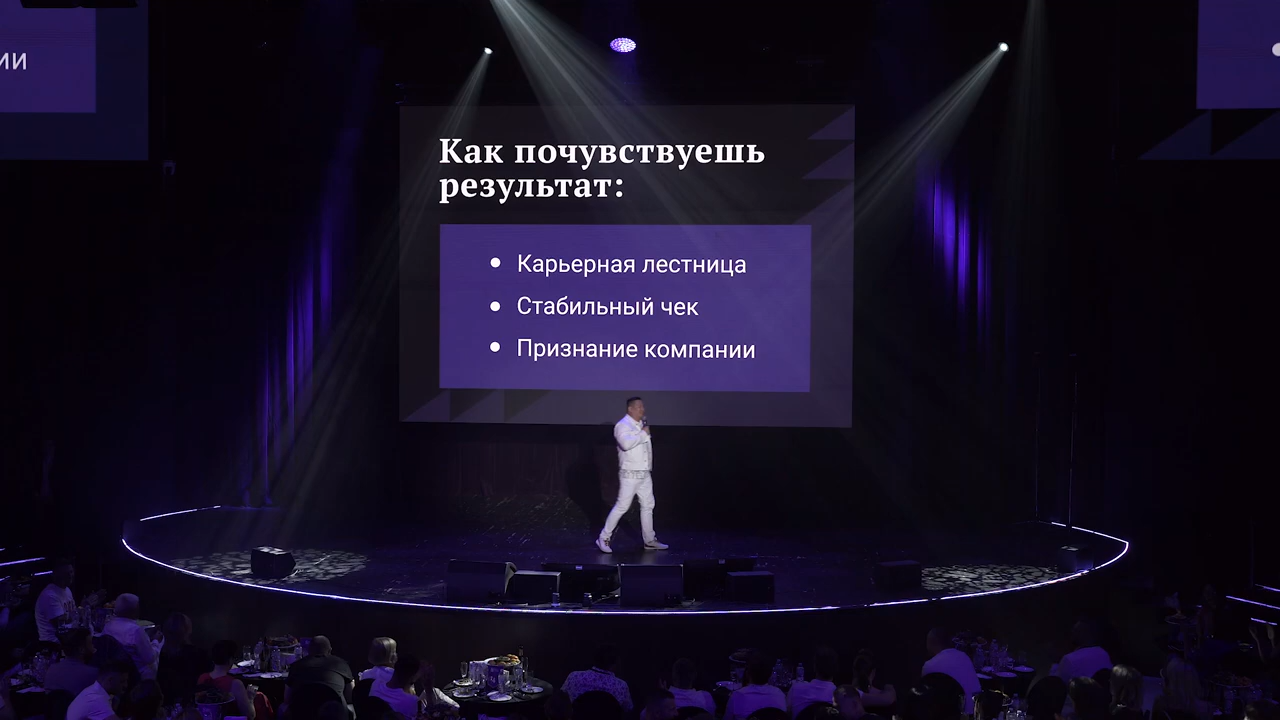 ии
Как почувствуешь
результат:
Карьерная лестница
Стабильный чек
Признание компании